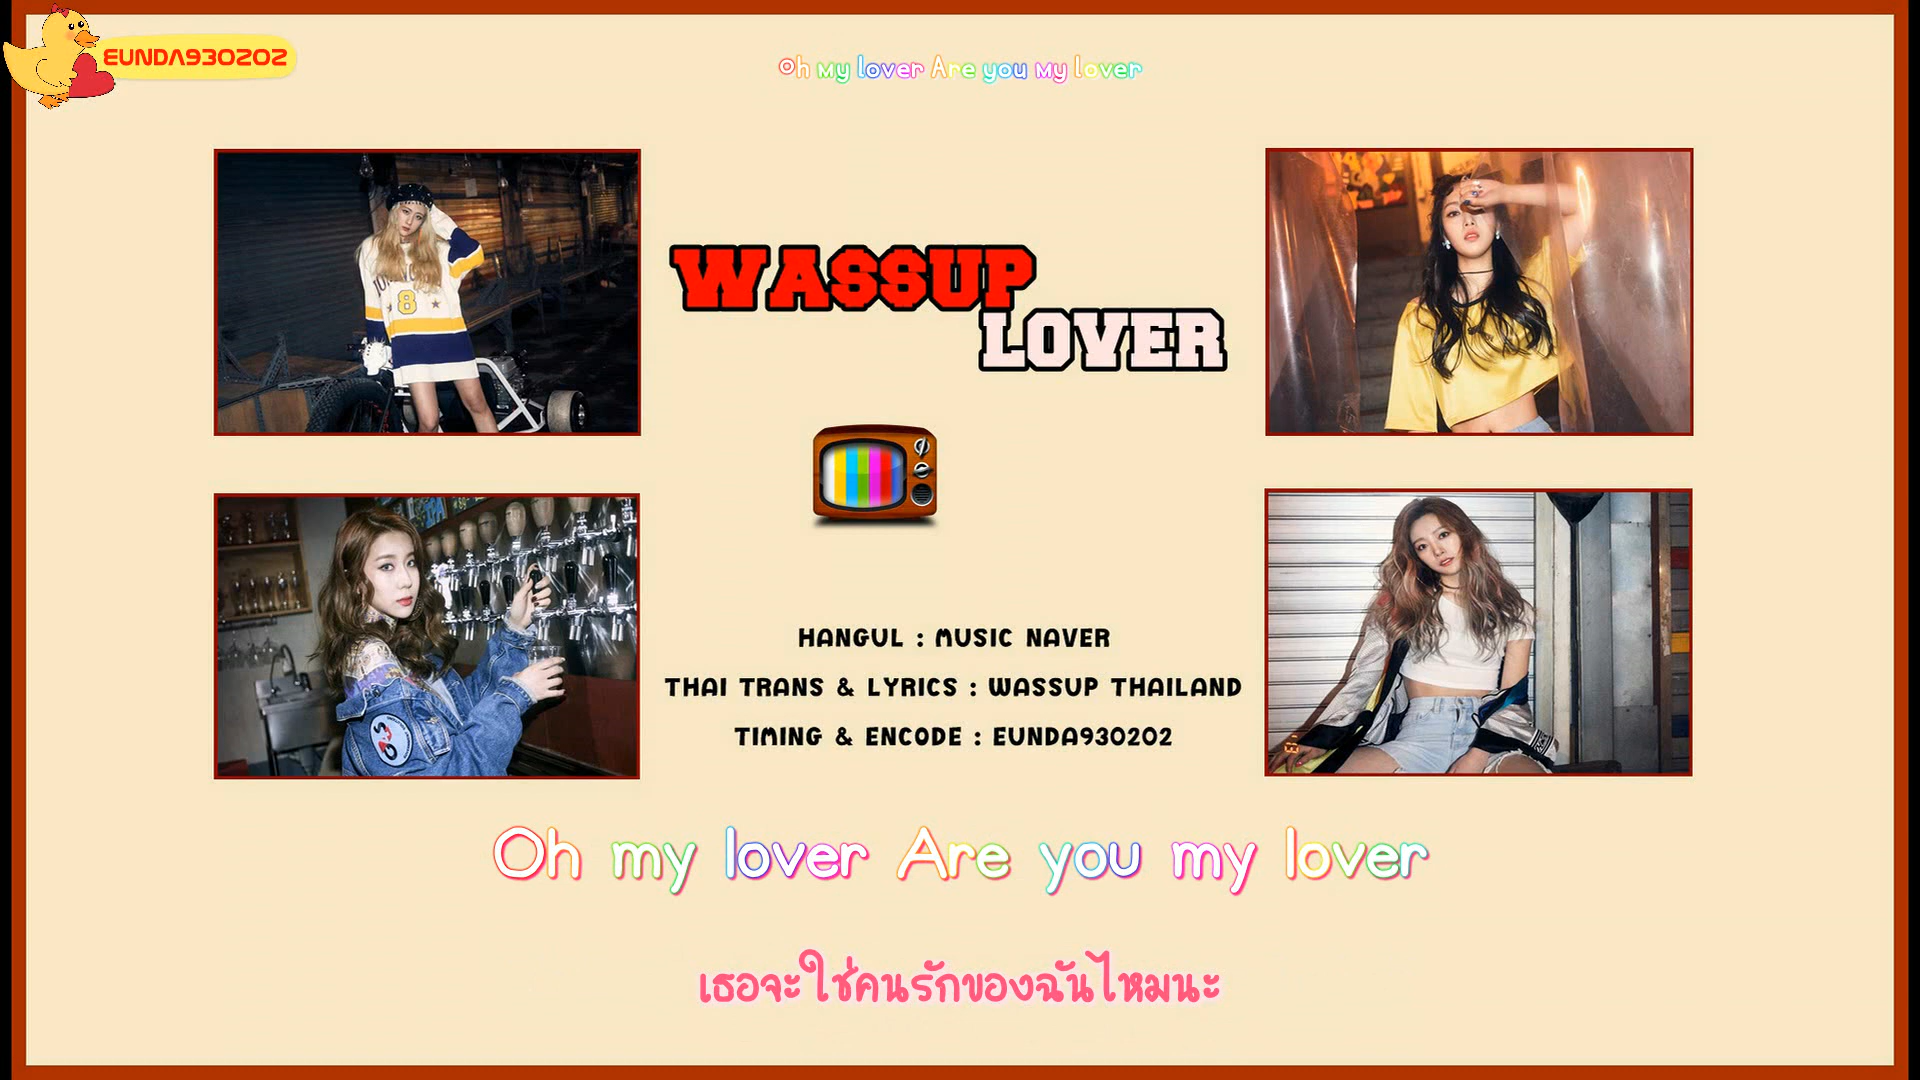 EUNDA930202
Oh my lover Are you my lover
WASSUP
LOVER
8
HANGUL : MUSIC NAVER
THAI TRANS & LYRICS : WASSUP THAILAND
TIMING & ENCODE : EUNDA930202
Oh my lover Are you my lover
เธอจะใช่คนรักของฉันไหมนะ